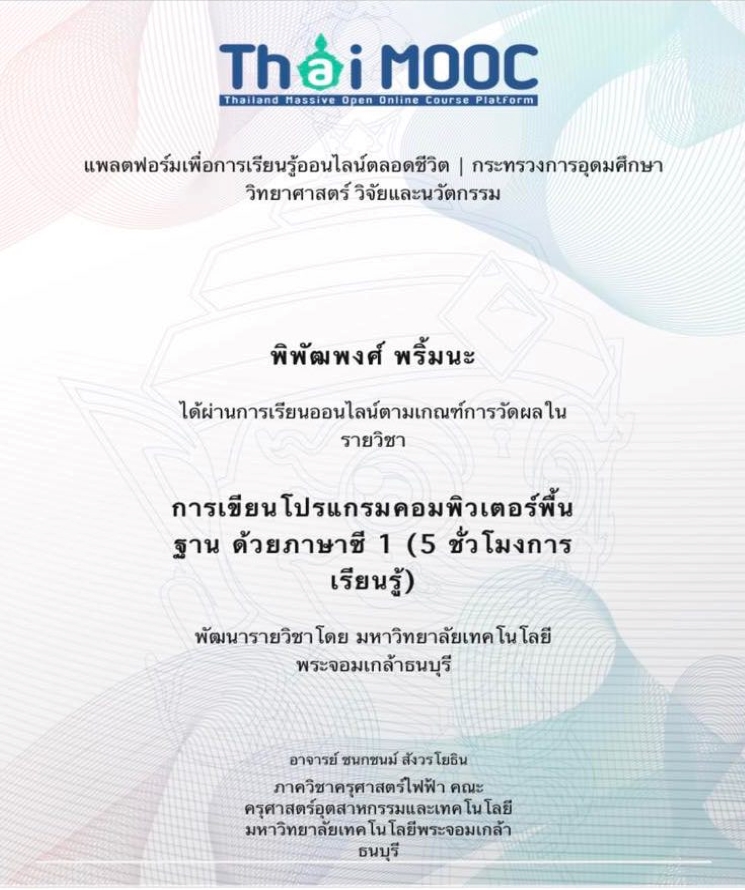 Thai MOOC
Thailand Massive Open Online Course Platform
แพลตฟอร์มเพื่อการเรียนรู้ออนไลน์ตลอดชีวิต | กระทรวงการอุดมศึกษา
วิทยาศาสตร์ วิจัยและนวัตกรรม
พิพัฒพงศ์ พริ้มนะ
ได้ผ่านการเรียนออนไลน์ตามเกณฑ์การวัดผลใน
รายวิชา
การเขียนโปรแกรมคอมพิวเตอร์พื้น
ฐาน ด้วยภาษาซี 1 (5 ชั่วโมงการ
เรียนรู้)
พัฒนารายวิชาโดย มหาวิทยาลัยเทคโนโลยี
พระจอมเกล้าธนบุรี
อาจารย์ ชนกชนม์ สังวรโยธิน
ภาควิชาครุศาสตร์ไฟฟ้า คณะ
ครุศาสตร์อุตสาหกรรมและเทคโนโลยี
มหาวิทยาลัยเทคโนโลยีพระจอมเกล้า
ธนบุรี